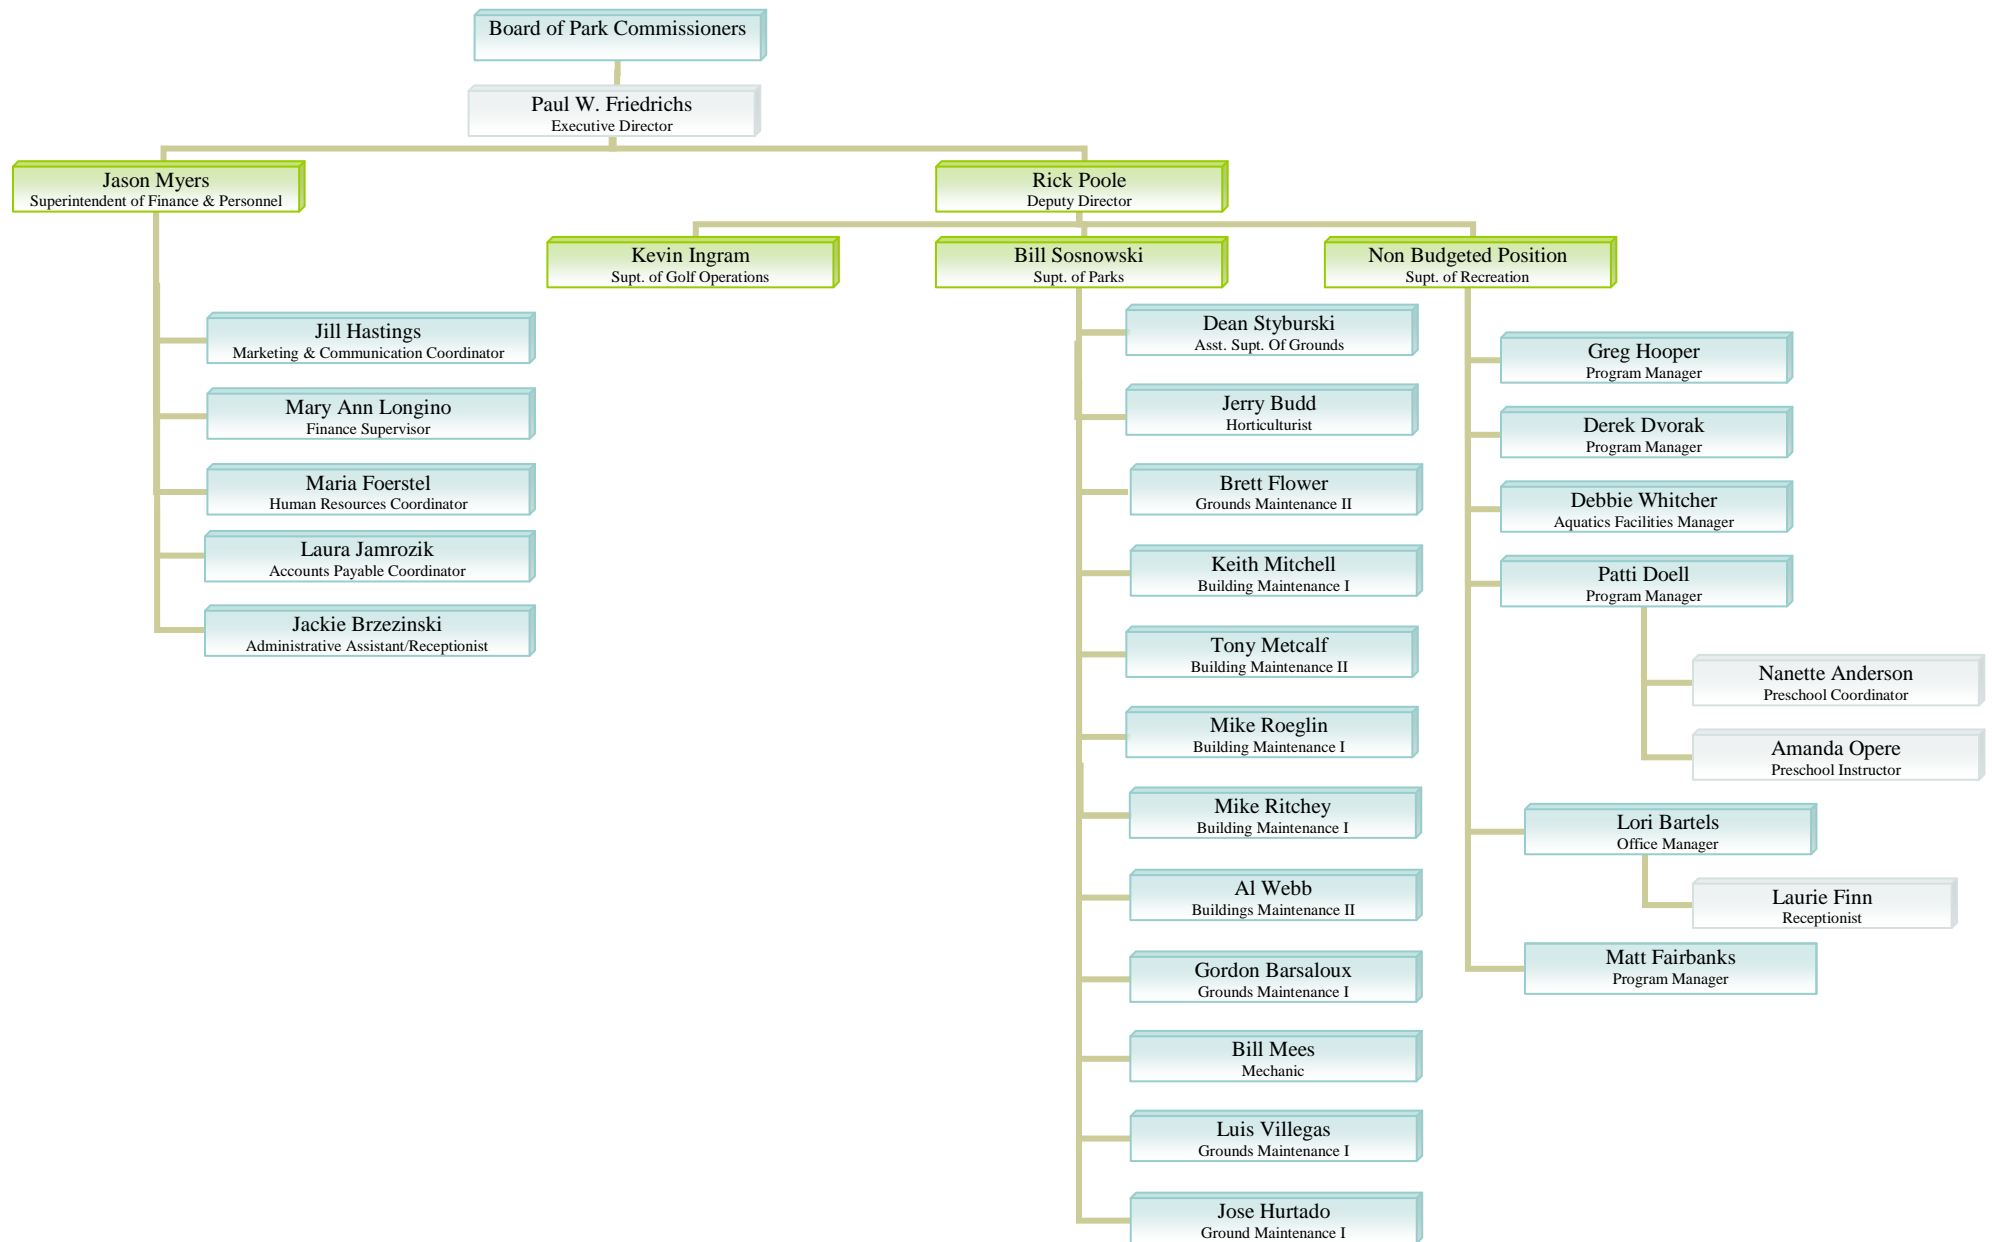 Board of Park Commissioners
Paul W. Friedrichs
Executive Director
Jason Myers
Superintendent of Finance & Personnel
Rick Poole
Deputy Director
Kevin Ingram
Supt. of Golf Operations
Bill Sosnowski
Supt. of Parks
Non Budgeted Position
Supt. of Recreation
Jill Hastings
Marketing & Communication Coordinator
Mary Ann Longino
Finance Supervisor
Maria Foerstel
Human Resources Coordinator
Laura Jamrozik
Accounts Payable Coordinator
Jackie Brzezinski
Administrative Assistant/Receptionist
Dean Styburski
Asst. Supt. Of Grounds
Jerry Budd
Horticulturist
Brett Flower
Grounds Maintenance II
Keith Mitchell
Building Maintenance I
Tony Metcalf
Building Maintenance II
Mike Roeglin
Building Maintenance I
Mike Ritchey
Building Maintenance I
Al Webb
Buildings Maintenance II
Gordon Barsaloux
Grounds Maintenance I
Bill Mees
Mechanic
Luis Villegas
Grounds Maintenance I
Jose Hurtado
Ground Maintenance I
Greg Hooper
Program Manager
Derek Dvorak
Program Manager
Debbie Whitcher
Aquatics Facilities Manager
Patti Doell
Program Manager
Nanette Anderson
Preschool Coordinator
Amanda Opere
Preschool Instructor
Lori Bartels
Office Manager
Laurie Finn
Receptionist
Matt Fairbanks
Program Manager